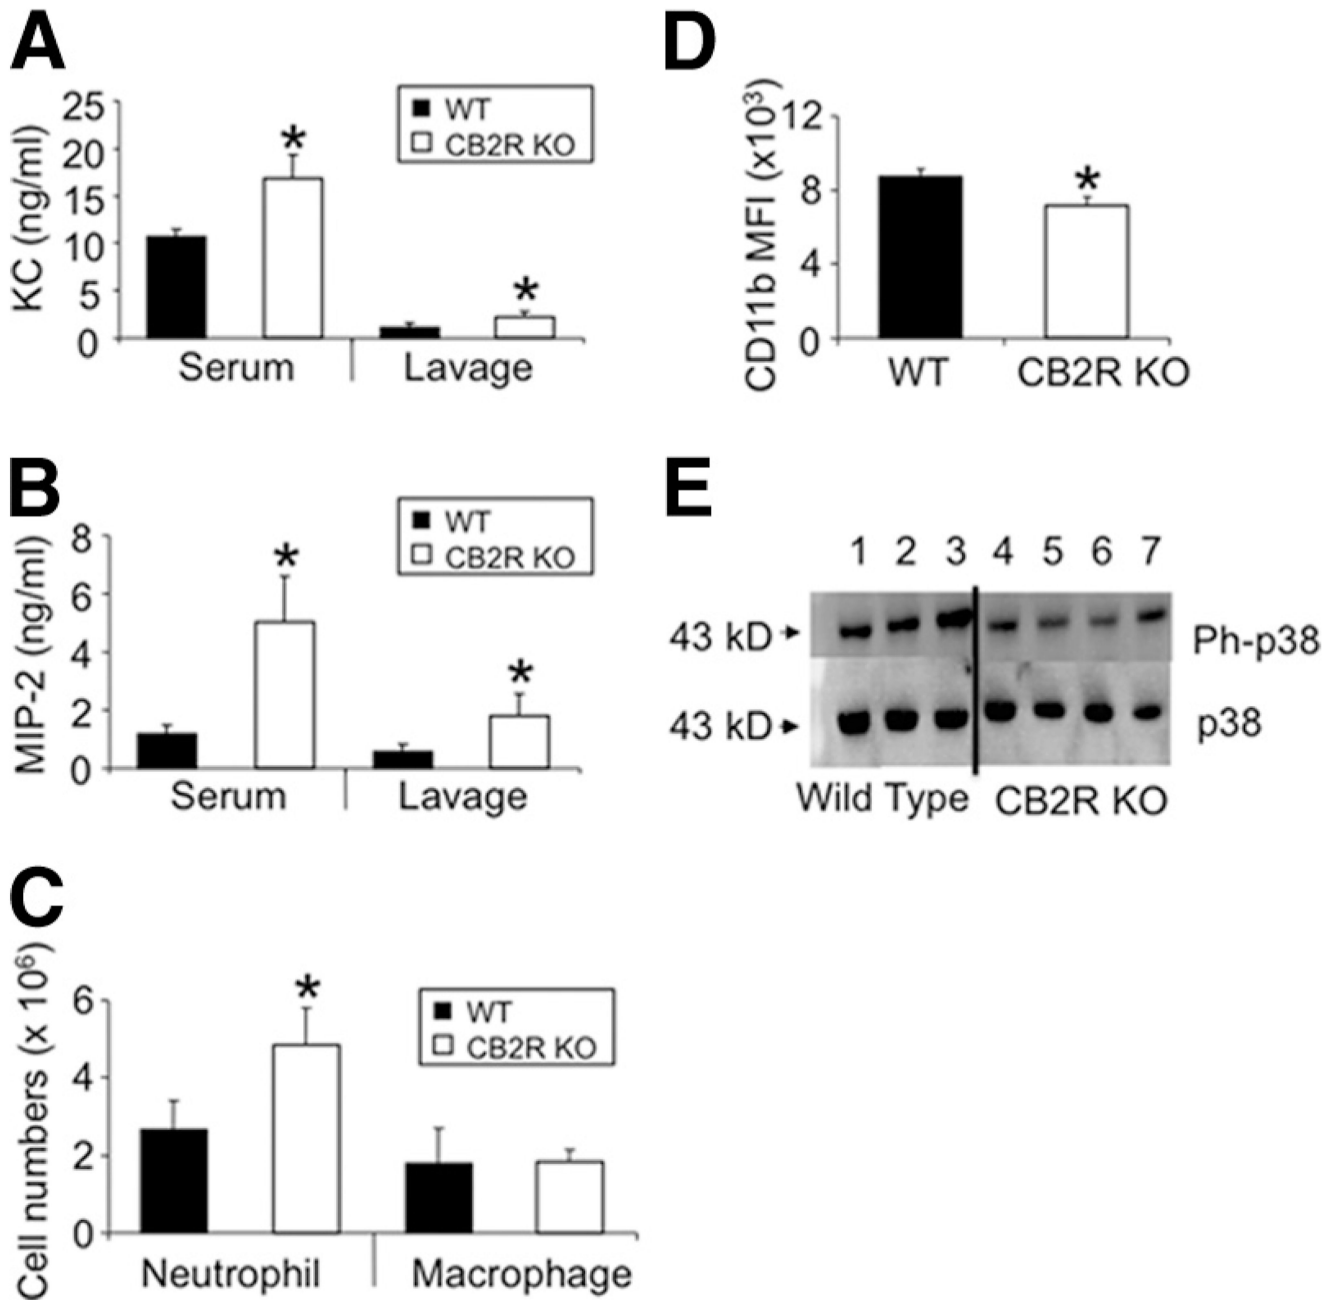 A
KC (ng/ml)
25
20
15
10
5
0
WT
CB2R KO
*
*
Serum
Lavage
B
MIP-2 (ng/ml)
8
6
4
2
0
WT
CB2R KO
*
*
Serum
Lavage
C
Cell numbers (x 10⁶)
6
4
2
0
WT
CB2R KO
*
Neutrophil
Macrophage
D
CD11b MFI (x10³)
12
8
4
0
*
WT
CB2R KO
E
1 2 3 4 5 6 7
43 kD
Ph-p38
43 kD
p38
Wild Type
CB2R KO